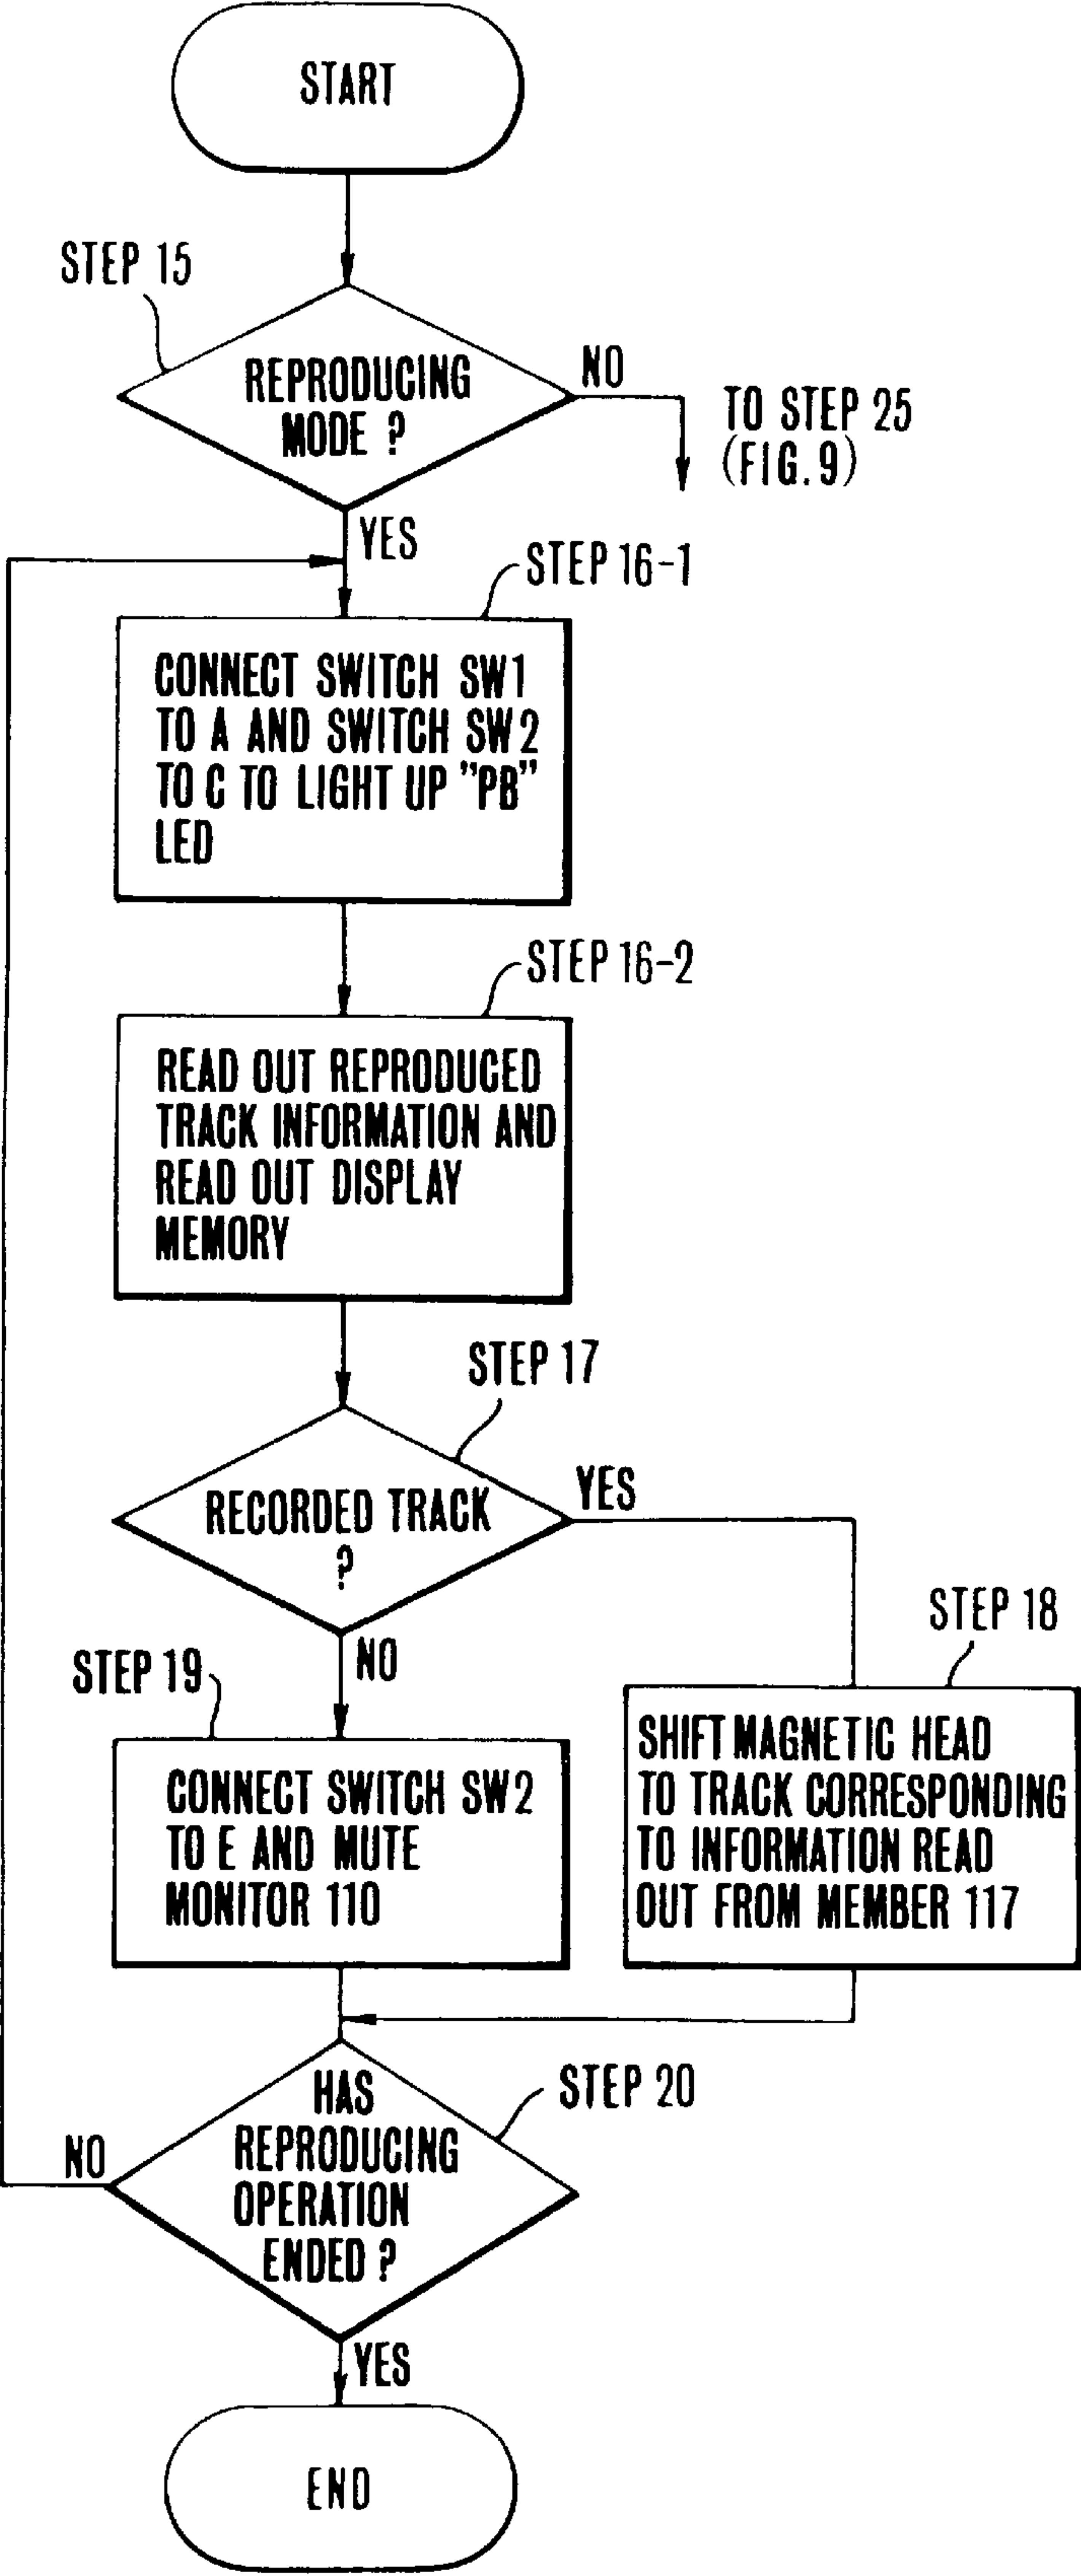 START
STEP 15
REPRODUCING
MODE ?
NO
TO STEP 25
(FIG. 9)
YES
STEP 16-1
CONNECT SWITCH SW1
TO A AND SWITCH SW2
TO C TO LIGHT UP "PB"
LED
STEP 16-2
READ OUT REPRODUCED
TRACK INFORMATION AND
READ OUT DISPLAY
MEMORY
STEP 17
RECORDED TRACK
?
YES
NO
STEP 18
SHIFT MAGNETIC HEAD
TO TRACK CORRESPONDING
TO INFORMATION READ
OUT FROM MEMBER 117
STEP 19
CONNECT SWITCH SW2
TO E AND MUTE
MONITOR 110
STEP 20
HAS
REPRODUCING
OPERATION
ENDED ?
NO
YES
END